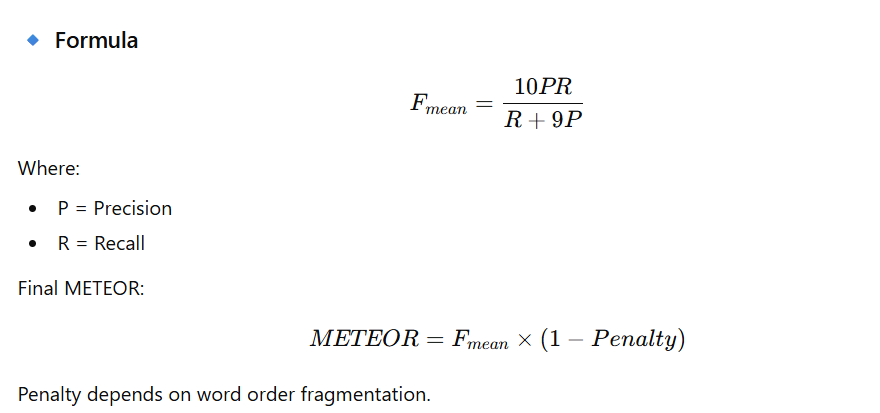 Formula
F_mean = 10PR / (R + 9P)
Where:
• P = Precision
• R = Recall
Final METEOR:
METEOR = F_mean × (1 − Penalty)
Penalty depends on word order fragmentation.